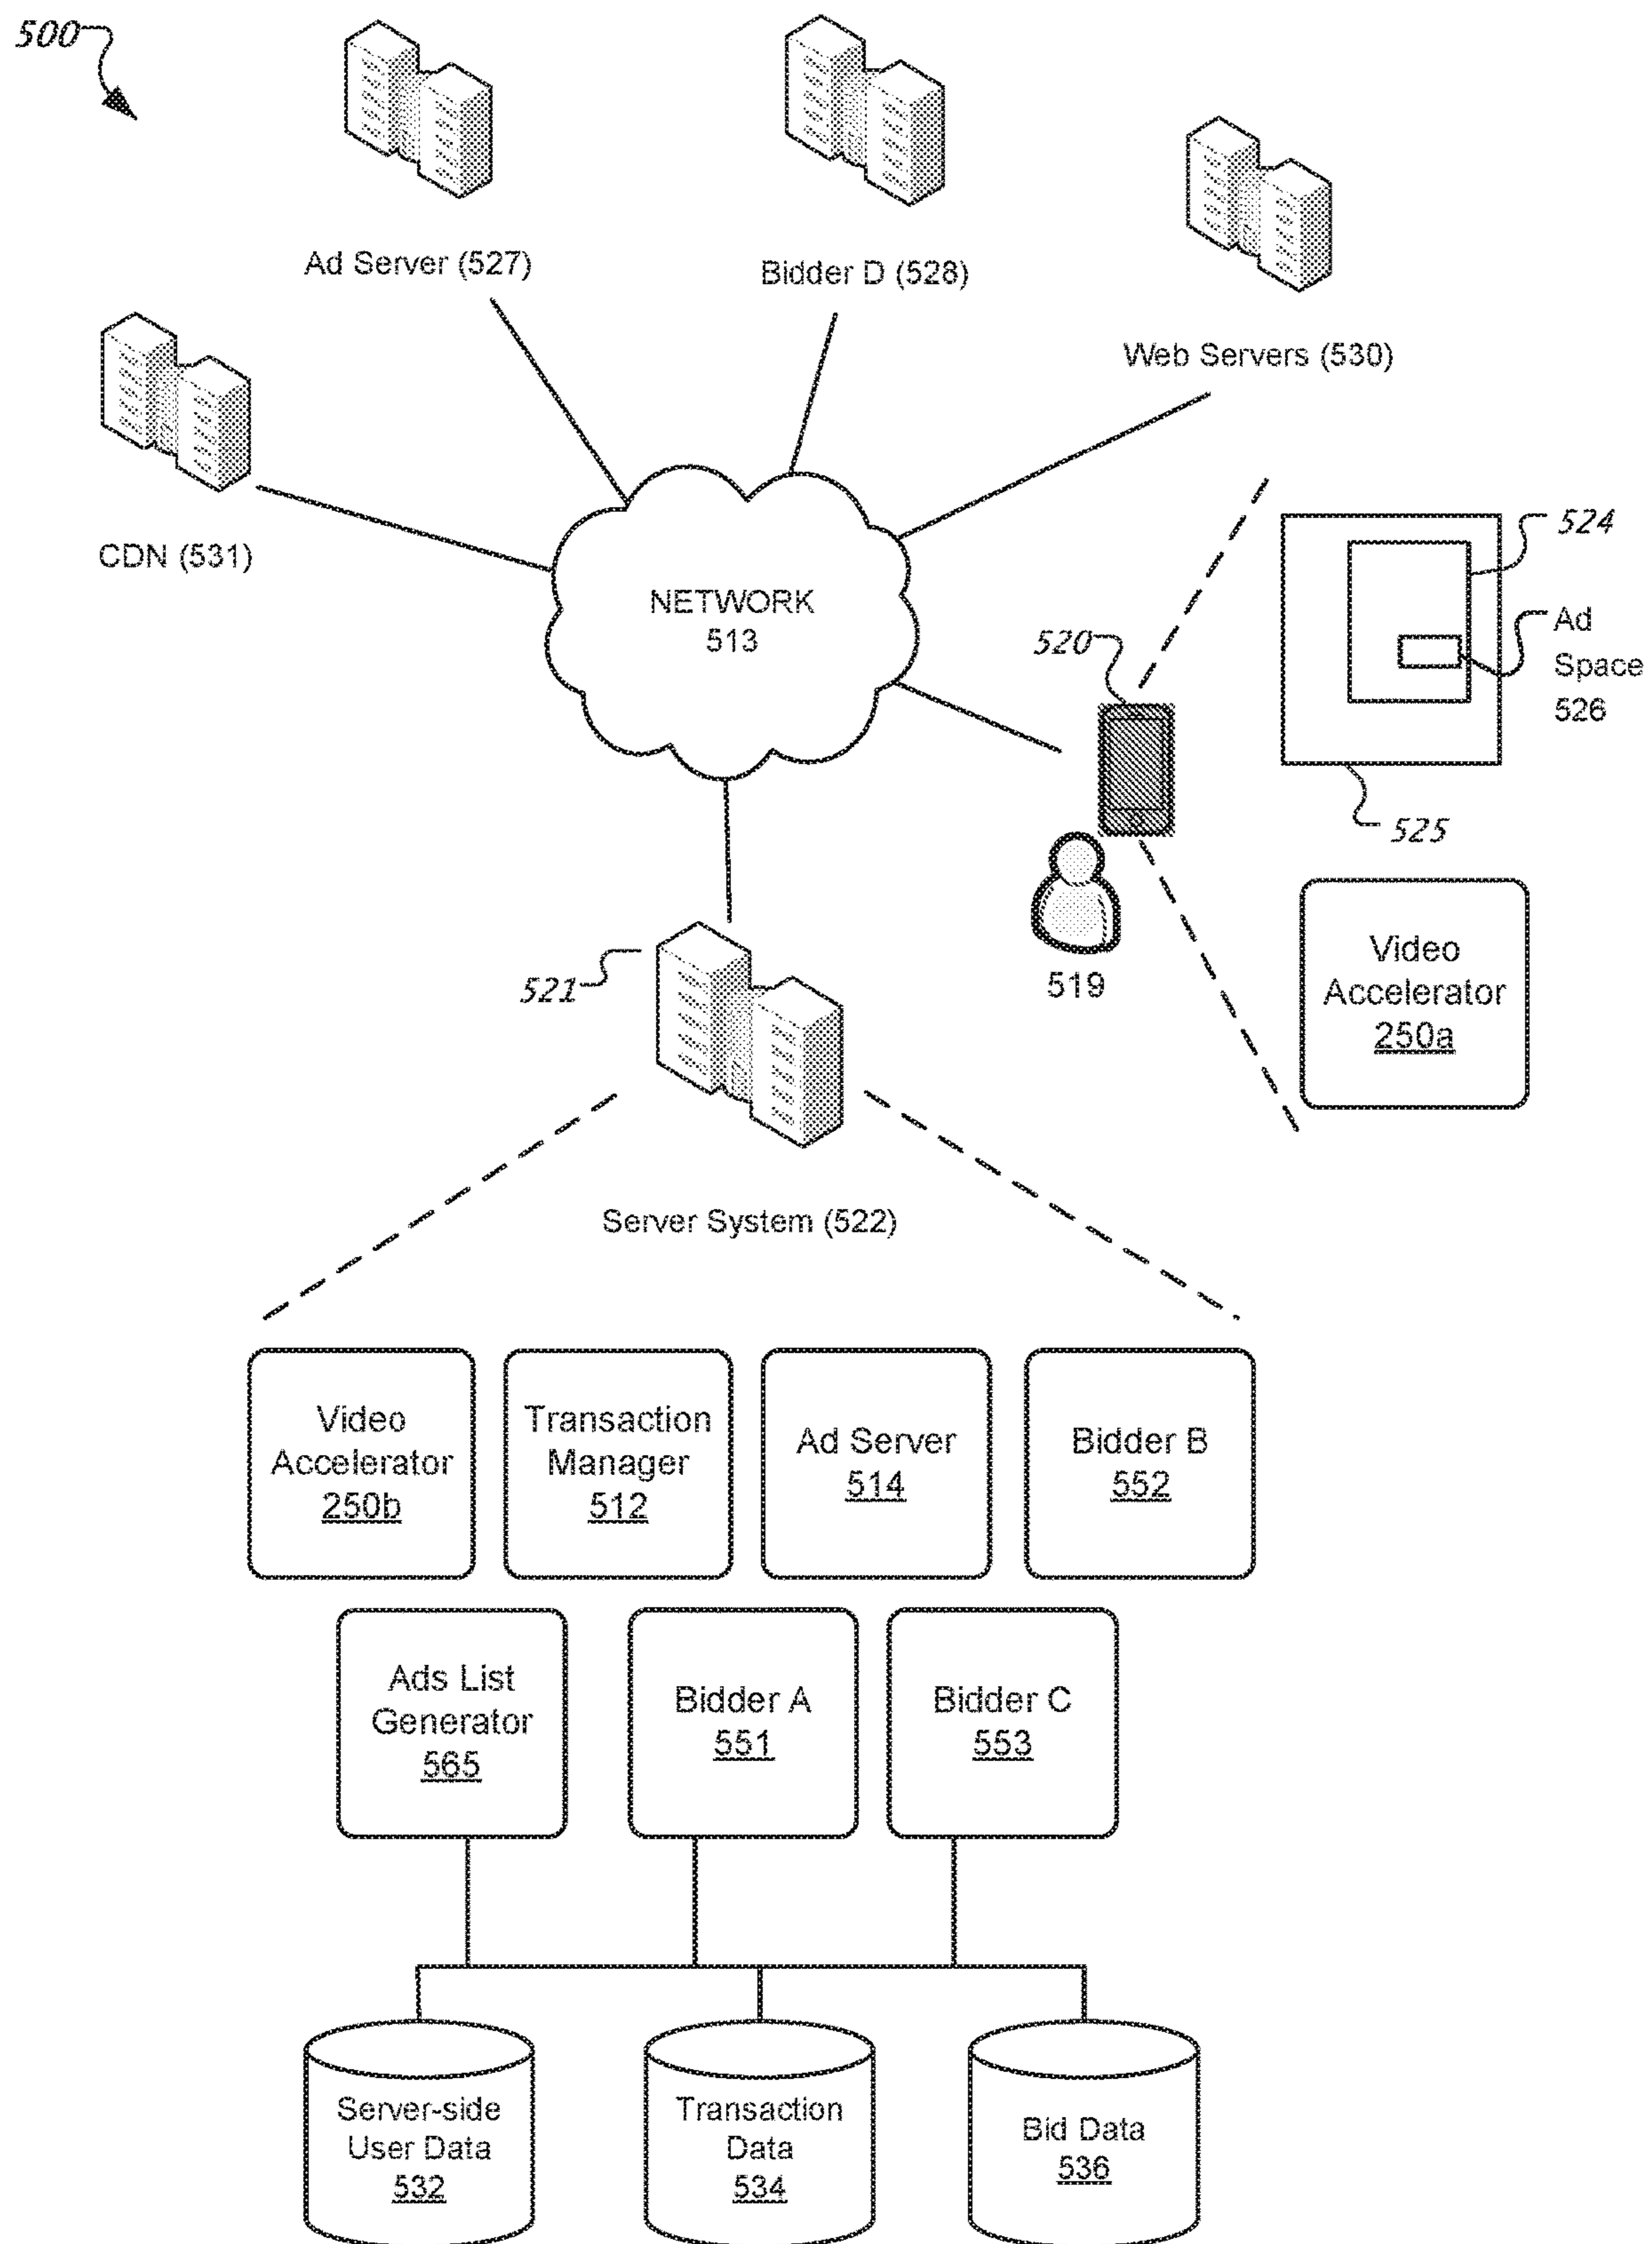 500
Ad Server (527)
Bidder D (528)
Web Servers (530)
CDN (531)
NETWORK
513
524
Ad
Space
526
520
525
519
Video
Accelerator
250a
521
Server System (522)
Video
Accelerator
250b
Transaction
Manager
512
Ad Server
514
Bidder B
552
Ads List
Generator
565
Bidder A
551
Bidder C
553
Server-side
User Data
532
Transaction
Data
534
Bid Data
536